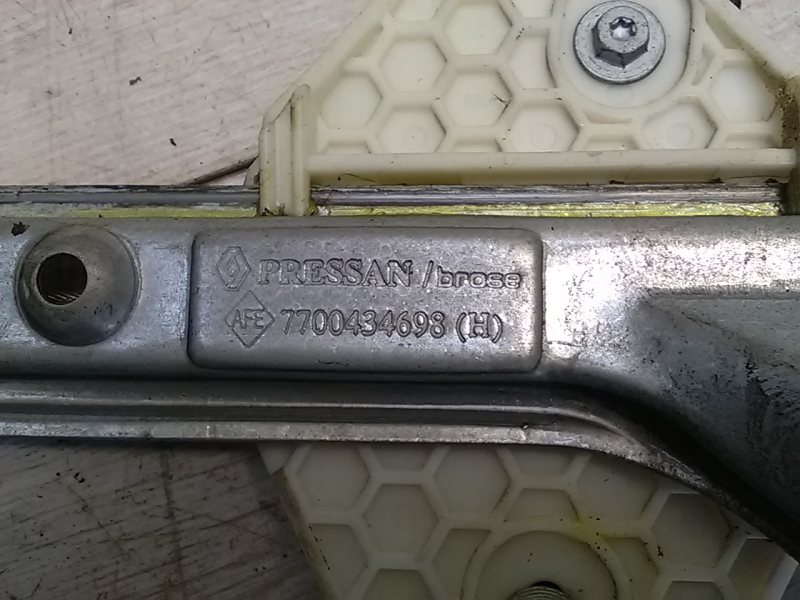 PRESSAN /brose
AFE 7700434698 (H)